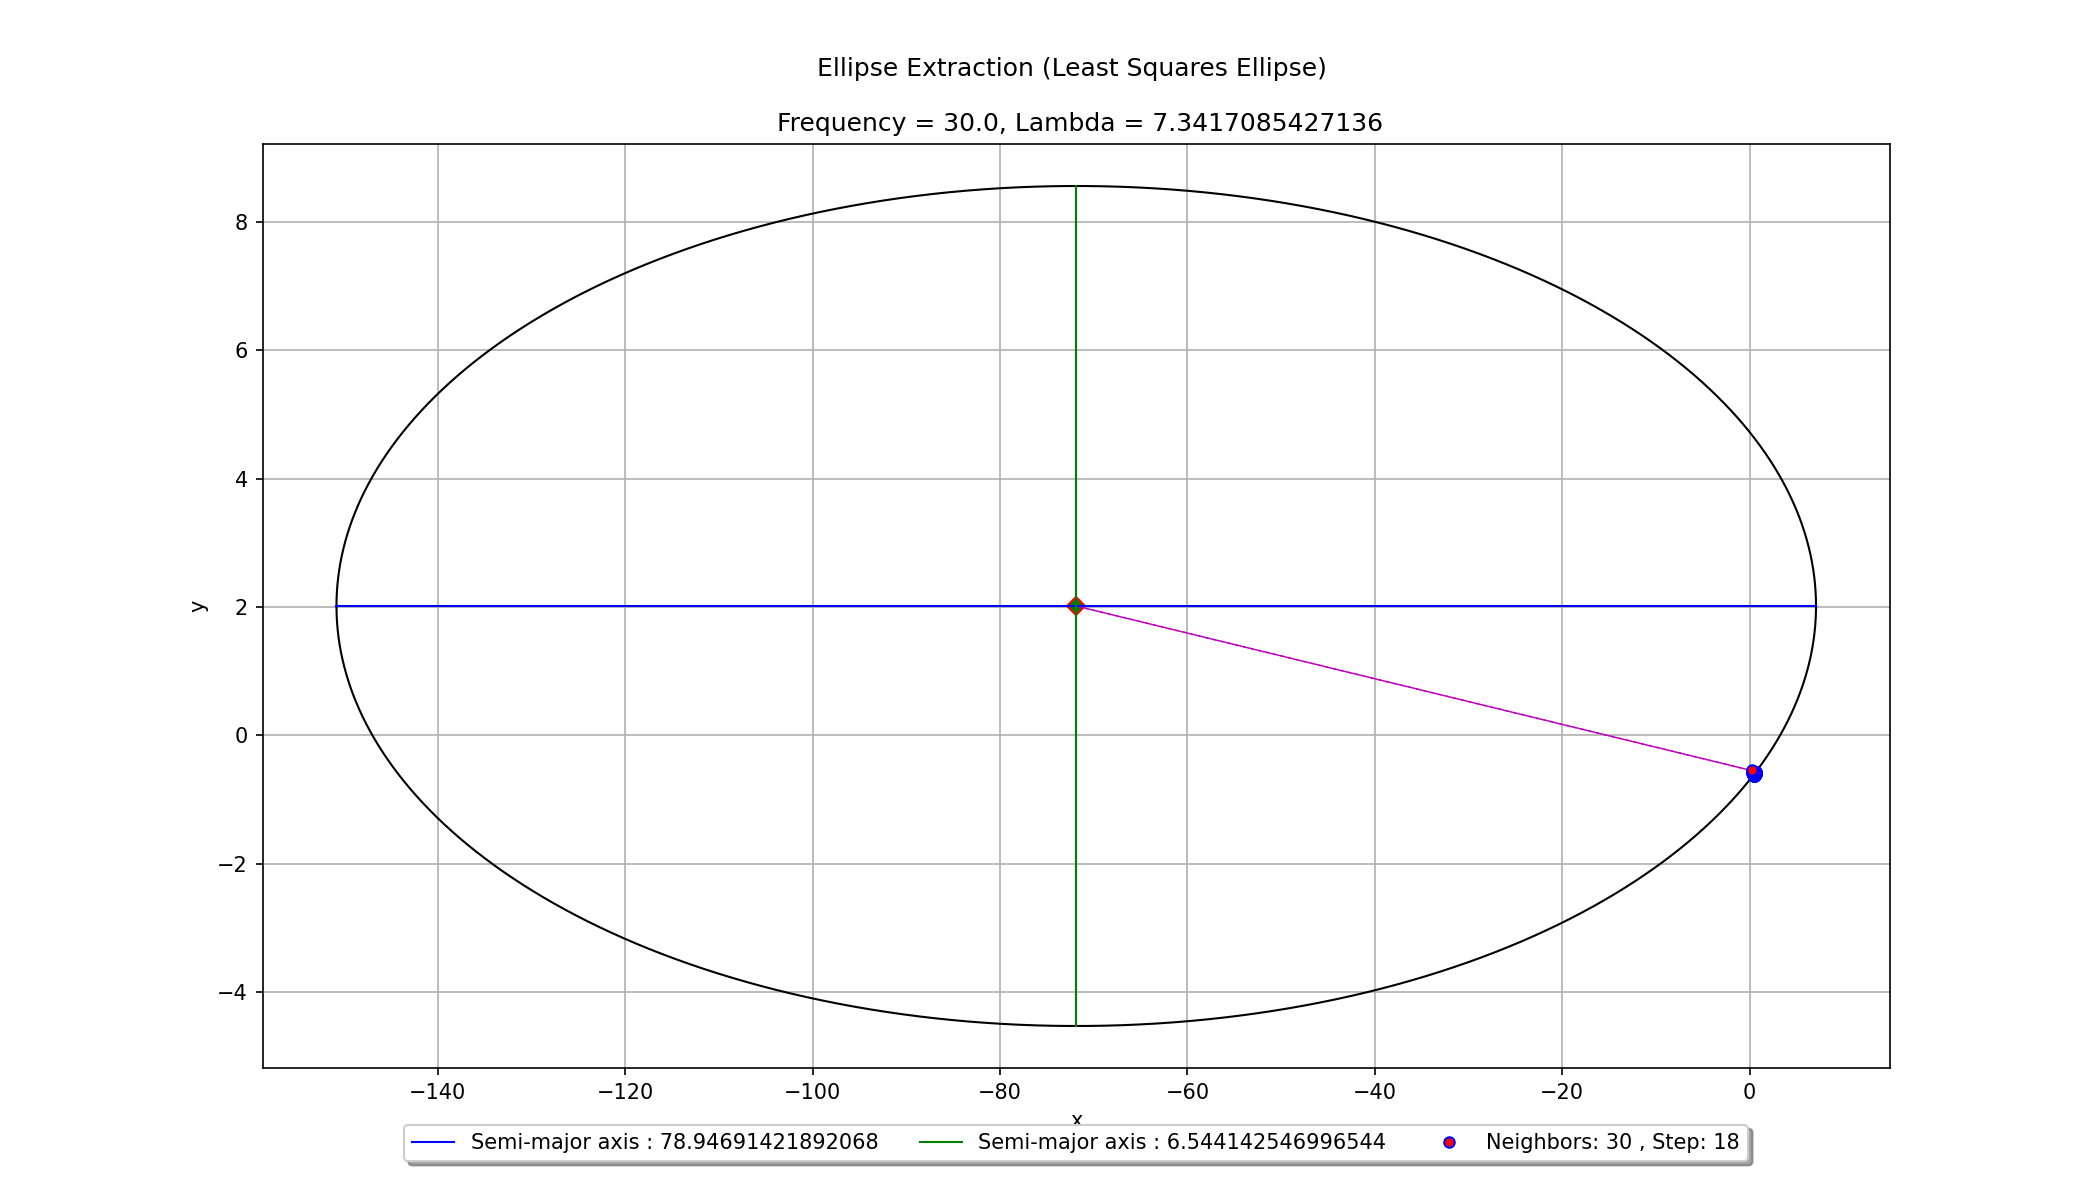 Ellipse Extraction (Least Squares Ellipse)
Frequency = 30.0, Lambda = 7.3417085427136
8
6
4
2
0
−2
−4
y
−140 −120 −100 −80 −60 −40 −20 0
x
Semi-major axis : 78.94691421892068 Semi-major axis : 6.544142546996544 Neighbors: 30 , Step: 18